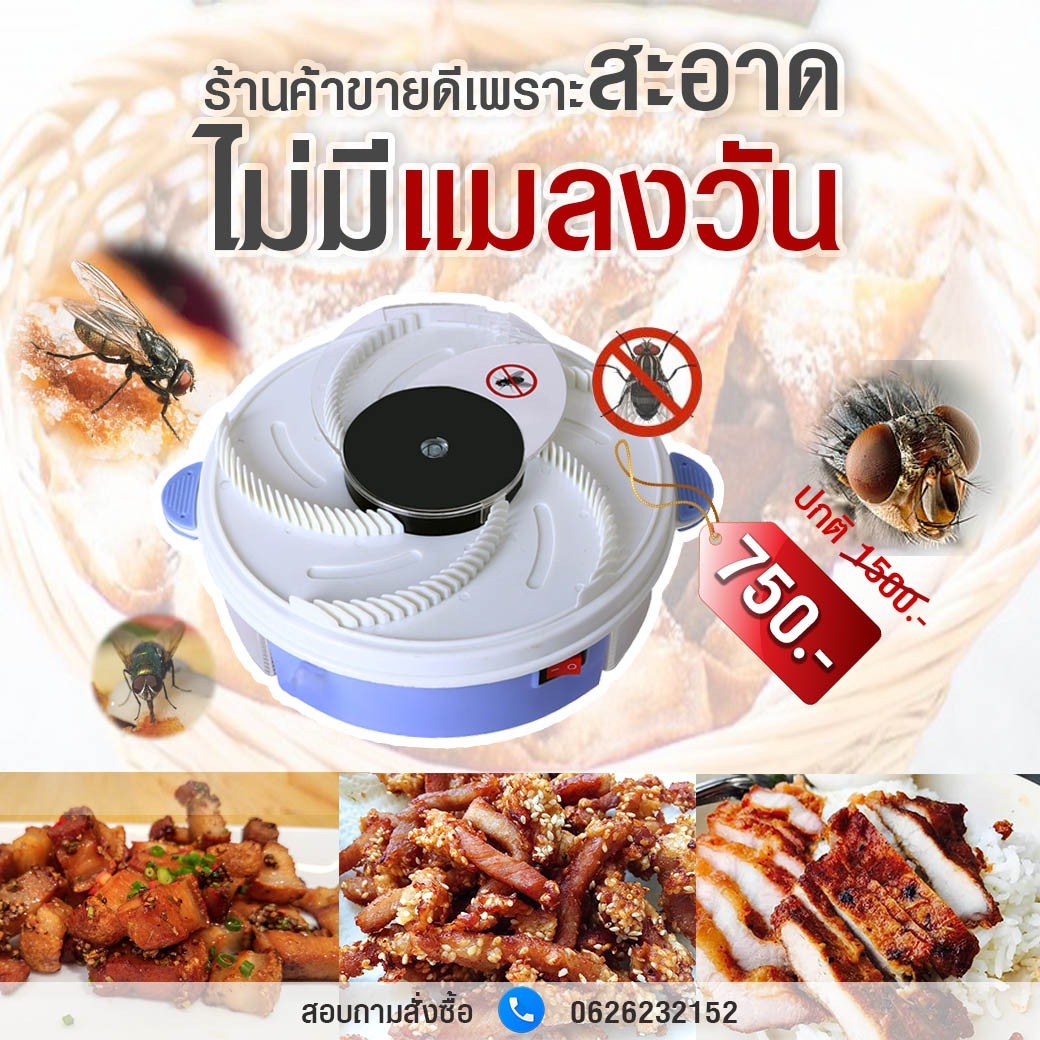 ร้านค้าขายดีเพราะสะอาด
ไม่มีแมลงวัน
ปกติ 1500.-
750.-
สอบถามสั่งซื้อ 0626232152